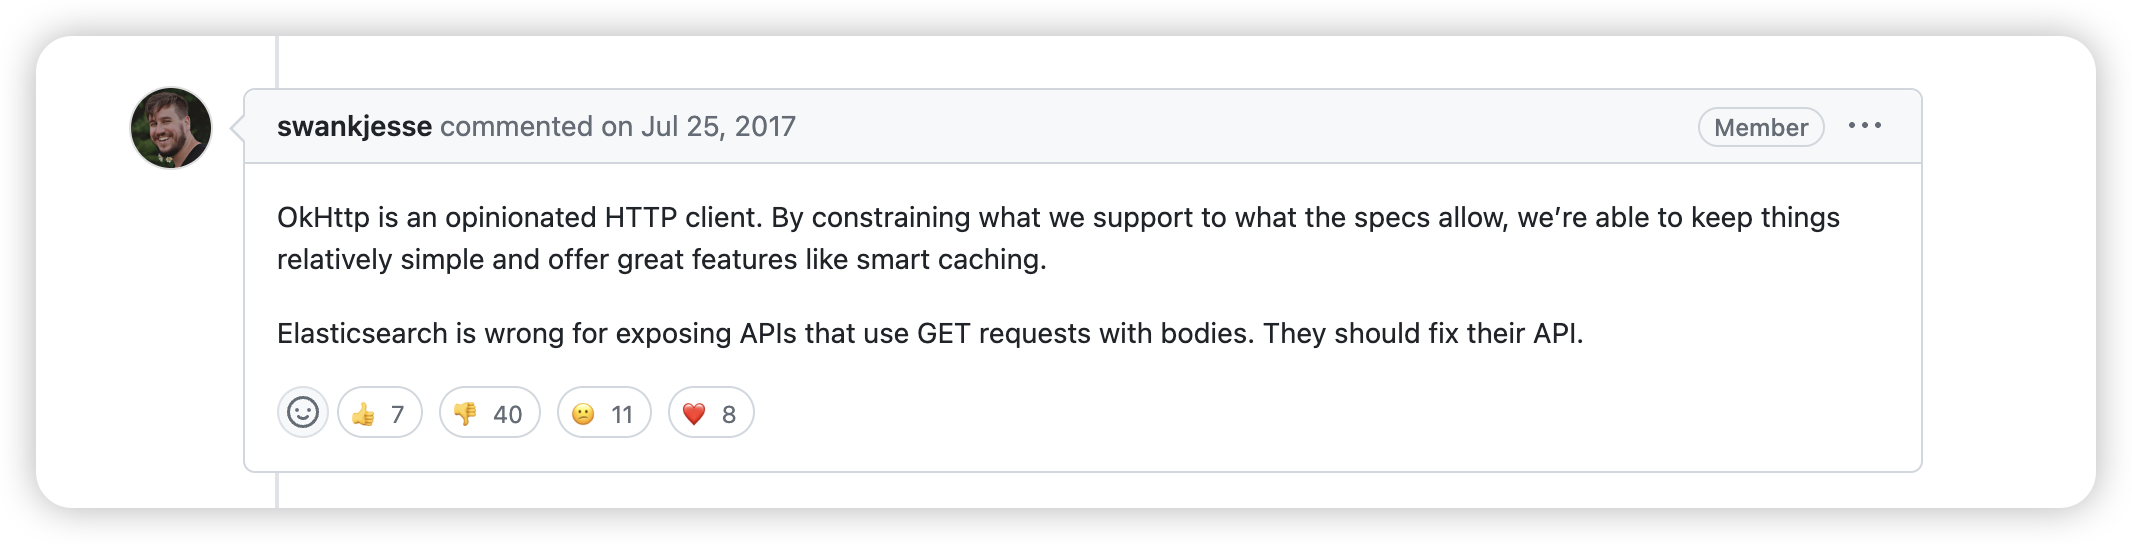 swankjesse commented on Jul 25, 2017
Member
OkHttp is an opinionated HTTP client. By constraining what we support to what the specs allow, we’re able to keep things
relatively simple and offer great features like smart caching.
Elasticsearch is wrong for exposing APIs that use GET requests with bodies. They should fix their API.
7 40 11 8